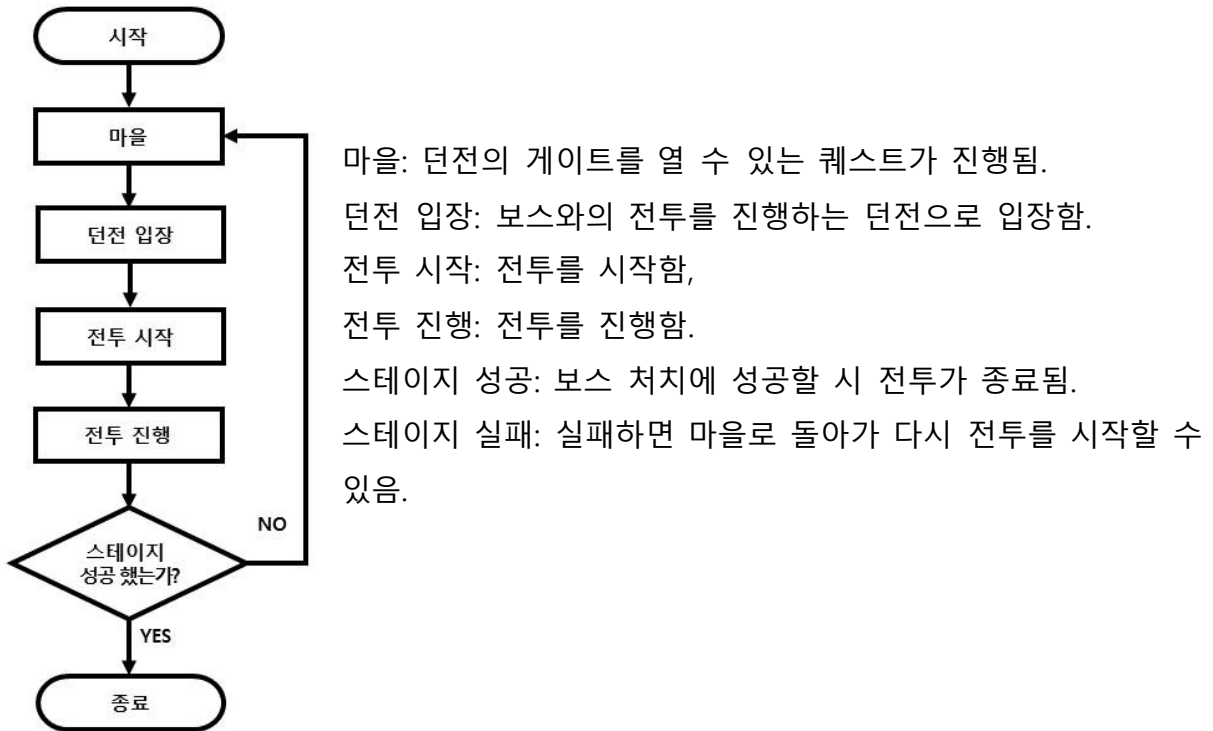 시작
마을
던전 입장
전투 시작
전투 진행
스테이지
성공 했는가?
NO
YES
종료
마을: 던전의 게이트를 열 수 있는 퀘스트가 진행됨.
던전 입장: 보스와의 전투를 진행하는 던전으로 입장함.
전투 시작: 전투를 시작함,
전투 진행: 전투를 진행함.
스테이지 성공: 보스 처치에 성공할 시 전투가 종료됨.
스테이지 실패: 실패하면 마을로 돌아가 다시 전투를 시작할 수
있음.